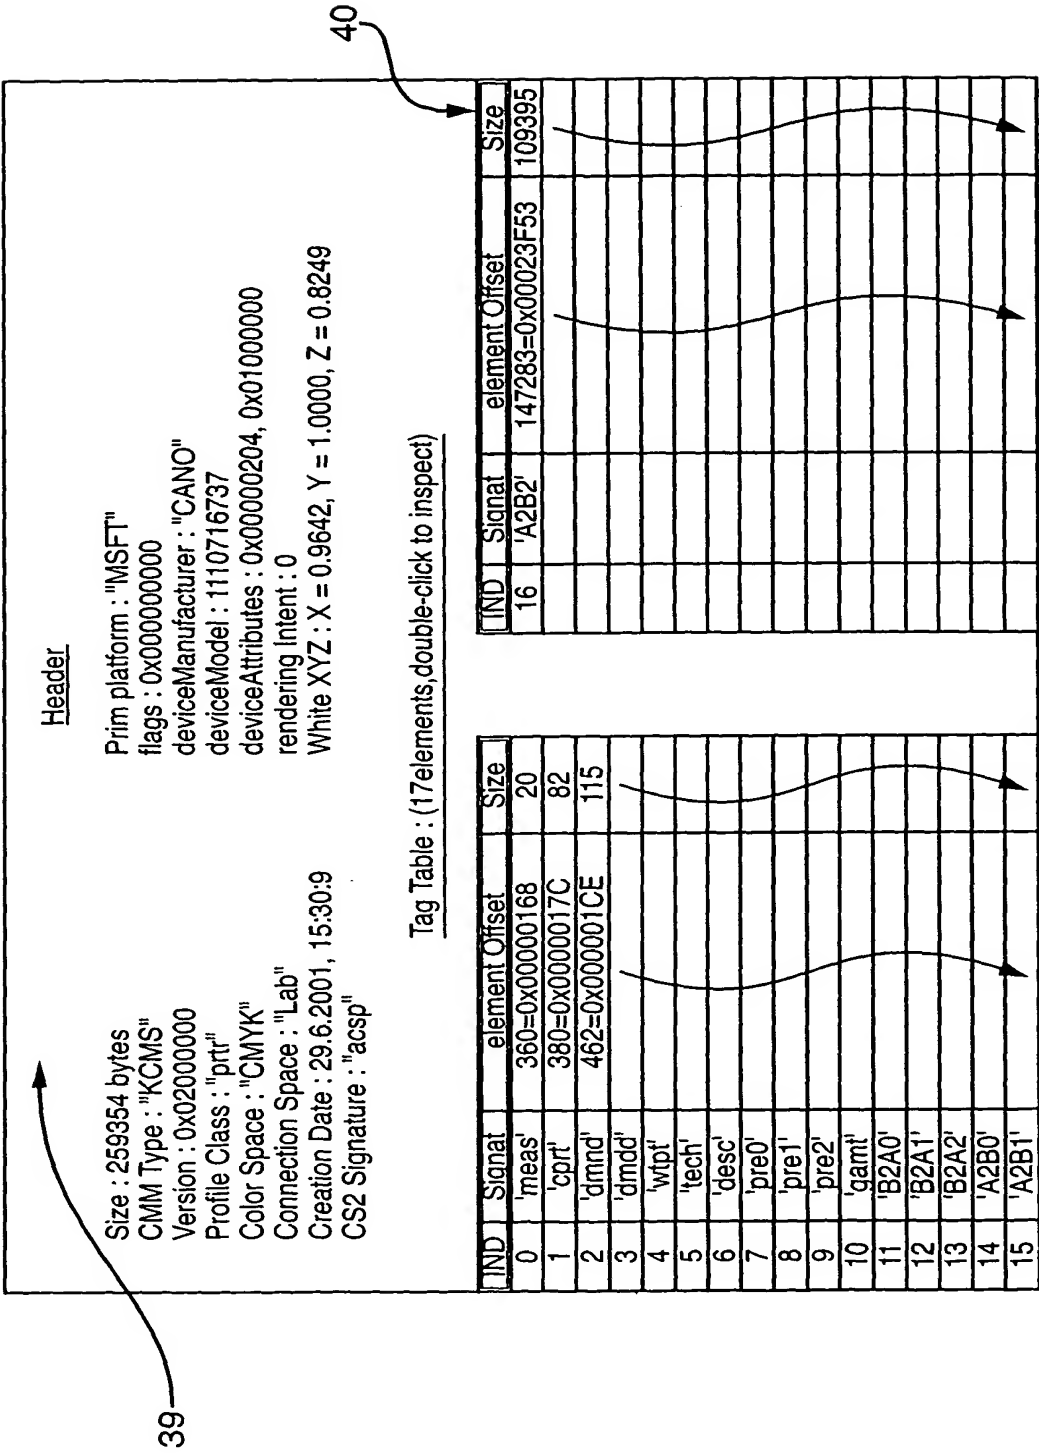 Header
Size : 259354 bytes
CMM Type : "KCMS"
Version : 0x02000000
Profile Class : "prtr"
Color Space : "CMYK"
Connection Space : "Lab"
Creation Date : 29.6.2001, 15:30:9
CS2 Signature : "acsp"
Prim platform : "MSFT"
flags : 0x00000000
deviceManufacturer : "CANO"
deviceModel : 1110716737
deviceAttributes : 0x00000204, 0x01000000
rendering Intent : 0
White XYZ : X = 0.9642, Y = 1.0000, Z = 0.8249
Tag Table : (17elements,double-click to inspect)
IND Signat element Offset Size
0 'meas' 360=0x00000168 20
1 'cprt' 380=0x0000017C 82
2 'dmnd' 462=0x000001CE 115
3 'dmdd'
4 'wtpt'
5 'tech'
6 'desc'
7 'pre0'
8 'pre1'
9 'pre2'
10 'gamt'
11 'B2A0'
12 'B2A1'
13 'B2A2'
14 'A2B0'
15 'A2B1'
IND Signat element Offset Size
16 'A2B2' 147283=0x00023F53 109395
39
40